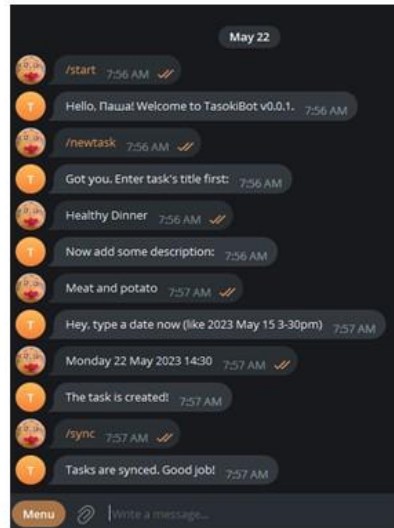 May 22
/start 7:56 AM
T Hello, Паша! Welcome to TasokiBot v0.0.1. 7:56 AM
/newtask 7:56 AM
T Got you. Enter task's title first: 7:56 AM
Healthy Dinner 7:56 AM
T Now add some description: 7:56 AM
Meat and potato 7:57 AM
T Hey, type a date now (like 2023 May 15 3-30pm) 7:57 AM
Monday 22 May 2023 14:30 7:57 AM
T The task is created! 7:57 AM
/sync 7:57 AM
T Tasks are synced. Good job! 7:57 AM
Menu Write a message...